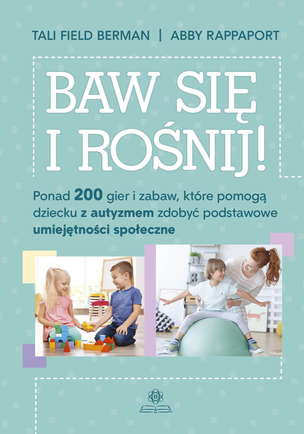 TALI FIELD BERMAN | ABBY RAPPAPORT
BAW SIĘ
I ROŚNIJ!
Ponad 200 gier i zabaw, które pomogą
dziecku z autyzmem zdobyć podstawowe
umiejętności społeczne